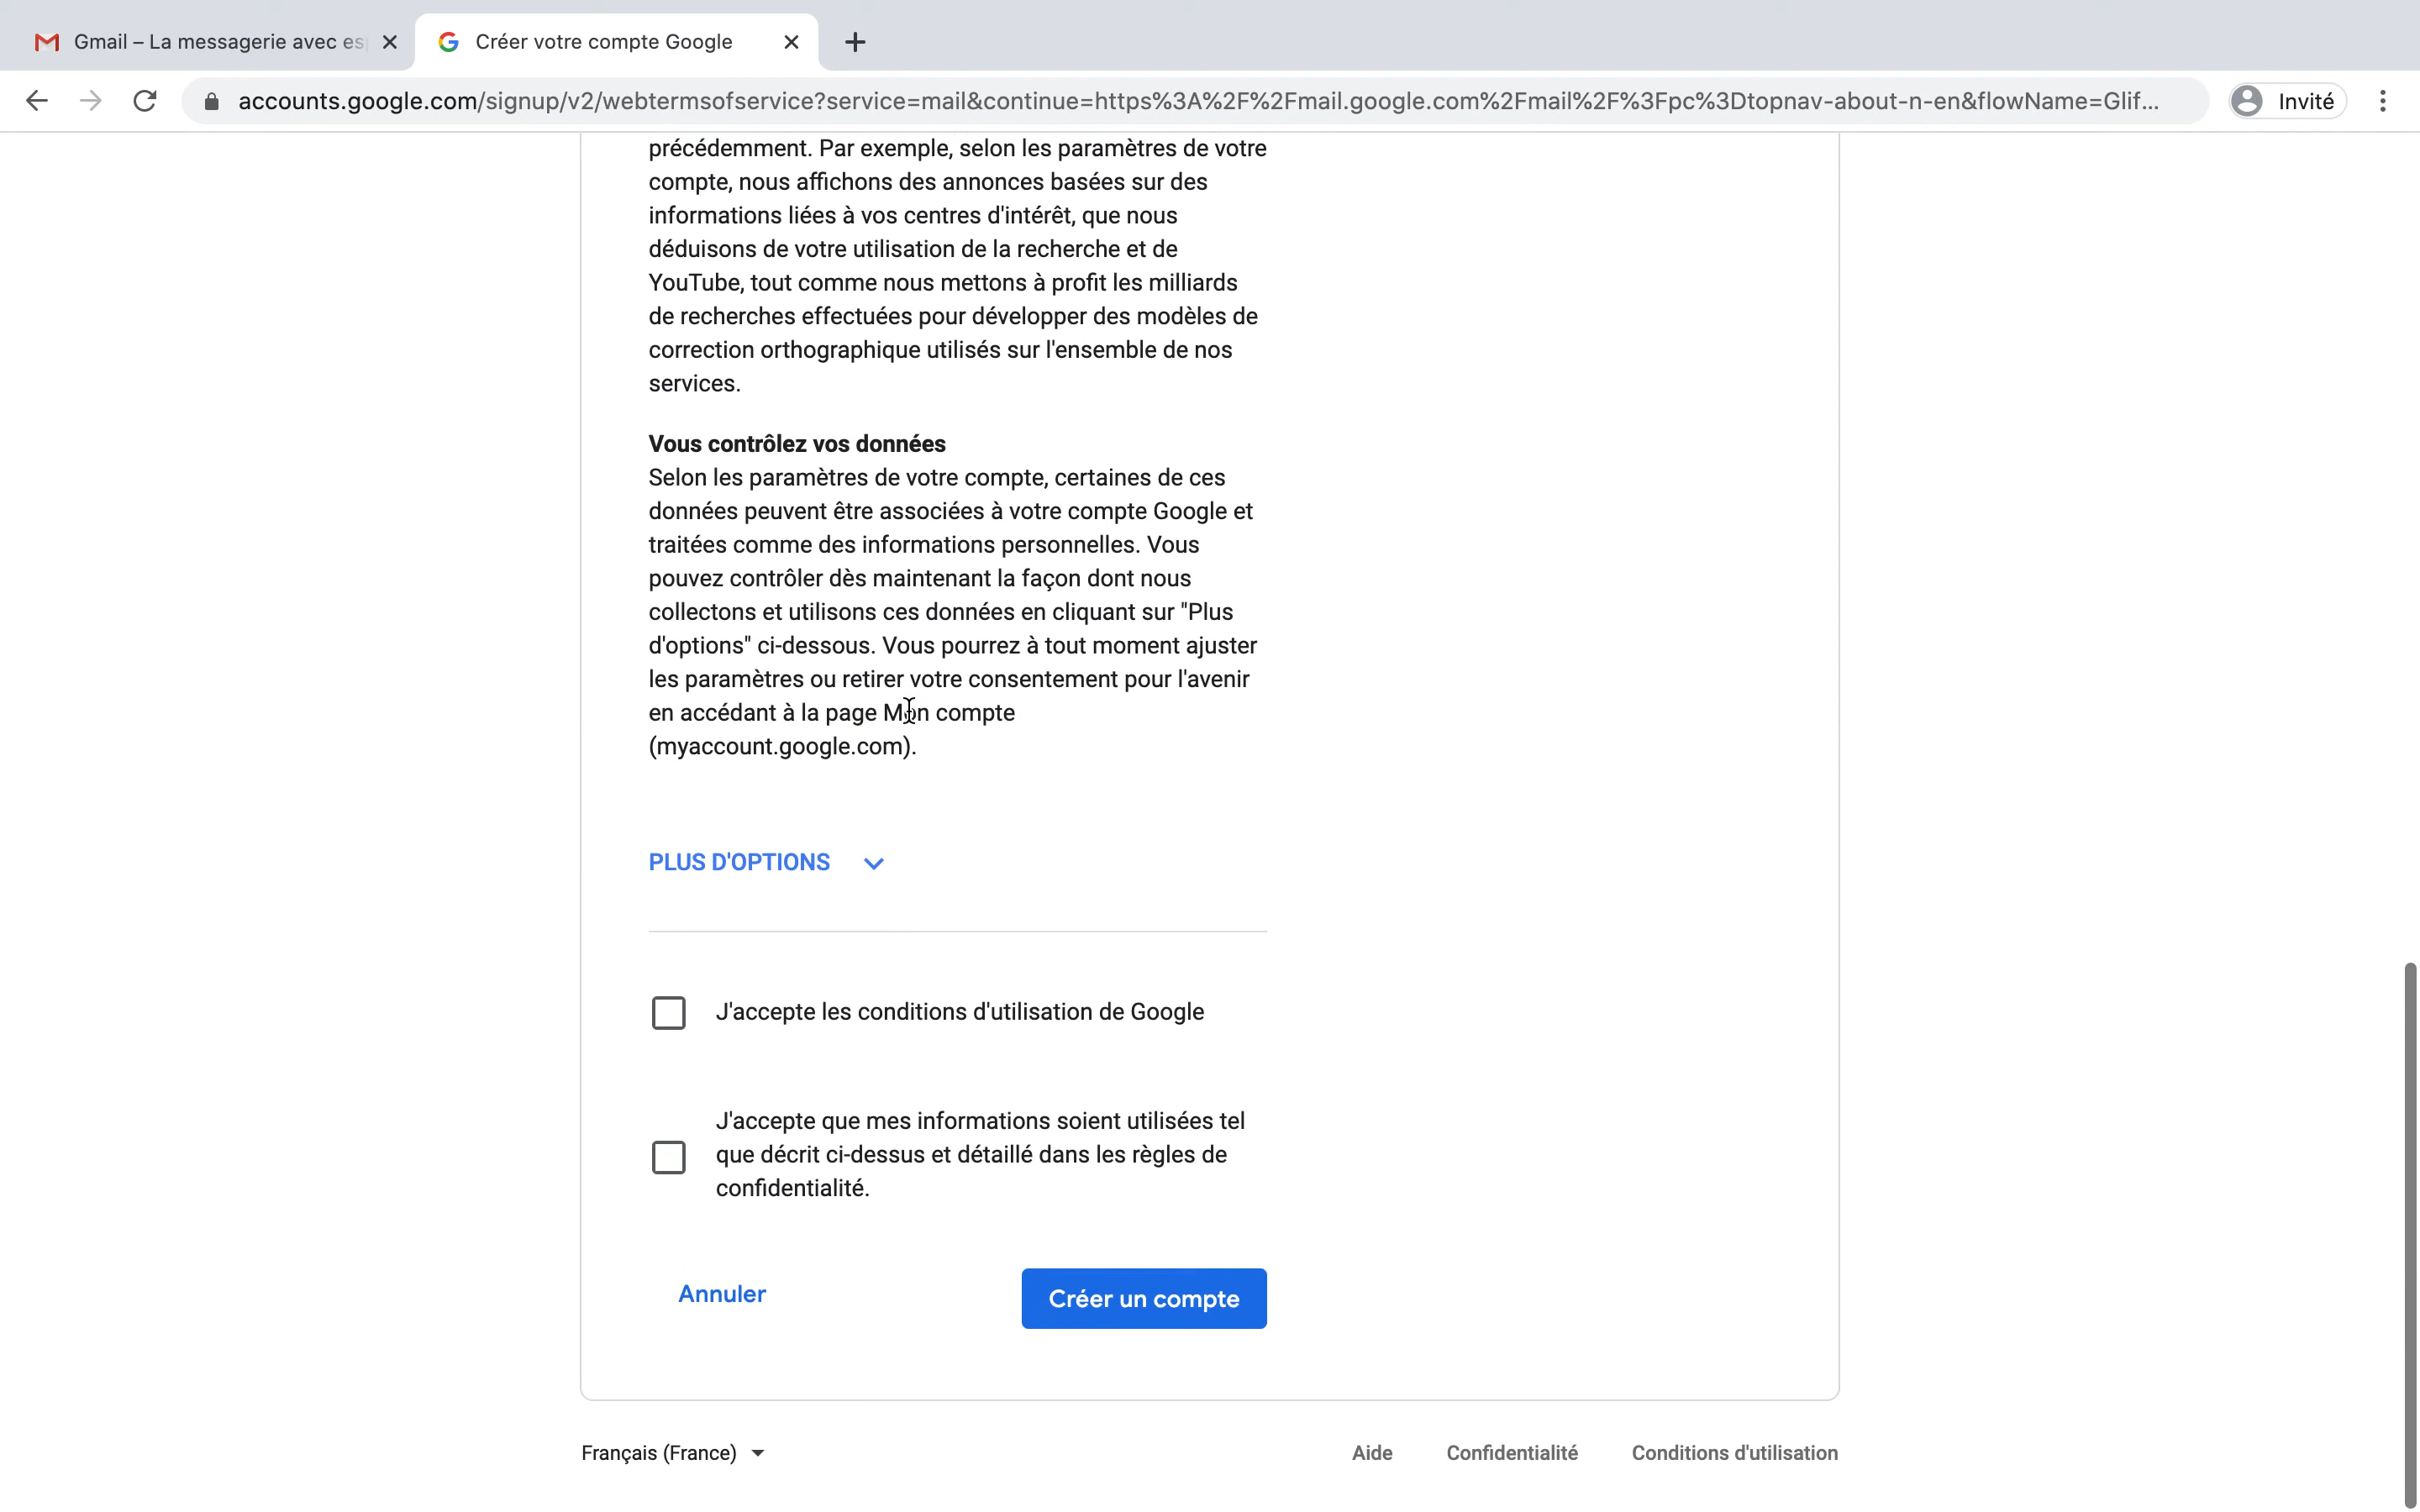 Gmail – La messagerie avec es
Créer votre compte Google
accounts.google.com/signup/v2/webtermsofservice?service=mail&continue=https%3A%2F%2Fmail.google.com%2Fmail%2F%3Fpc%3Dtopnav-about-n-en&flowName=Glif...
Invité
précédemment. Par exemple, selon les paramètres de votre
compte, nous affichons des annonces basées sur des
informations liées à vos centres d'intérêt, que nous
déduisons de votre utilisation de la recherche et de
YouTube, tout comme nous mettons à profit les milliards
de recherches effectuées pour développer des modèles de
correction orthographique utilisés sur l'ensemble de nos
services.
Vous contrôlez vos données
Selon les paramètres de votre compte, certaines de ces
données peuvent être associées à votre compte Google et
traitées comme des informations personnelles. Vous
pouvez contrôler dès maintenant la façon dont nous
collectons et utilisons ces données en cliquant sur "Plus
d'options" ci-dessous. Vous pourrez à tout moment ajuster
les paramètres ou retirer votre consentement pour l'avenir
en accédant à la page Mon compte
(myaccount.google.com).
PLUS D'OPTIONS
J'accepte les conditions d'utilisation de Google
J'accepte que mes informations soient utilisées tel
que décrit ci-dessus et détaillé dans les règles de
confidentialité.
Annuler
Créer un compte
Français (France)
Aide
Confidentialité
Conditions d'utilisation